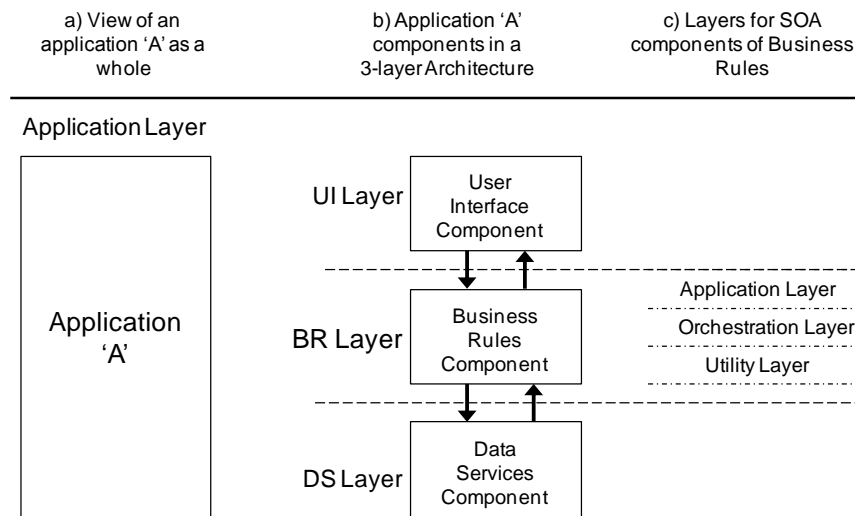 a) View of an
application ‘A’ as a
whole
b) Application ‘A’
components in a
3-layer Architecture
c) Layers for SOA
components of Business
Rules
Application Layer
Application
‘A’
UI Layer
User
Interface
Component
BR Layer
Business
Rules
Component
Application Layer
Orchestration Layer
Utility Layer
DS Layer
Data
Services
Component